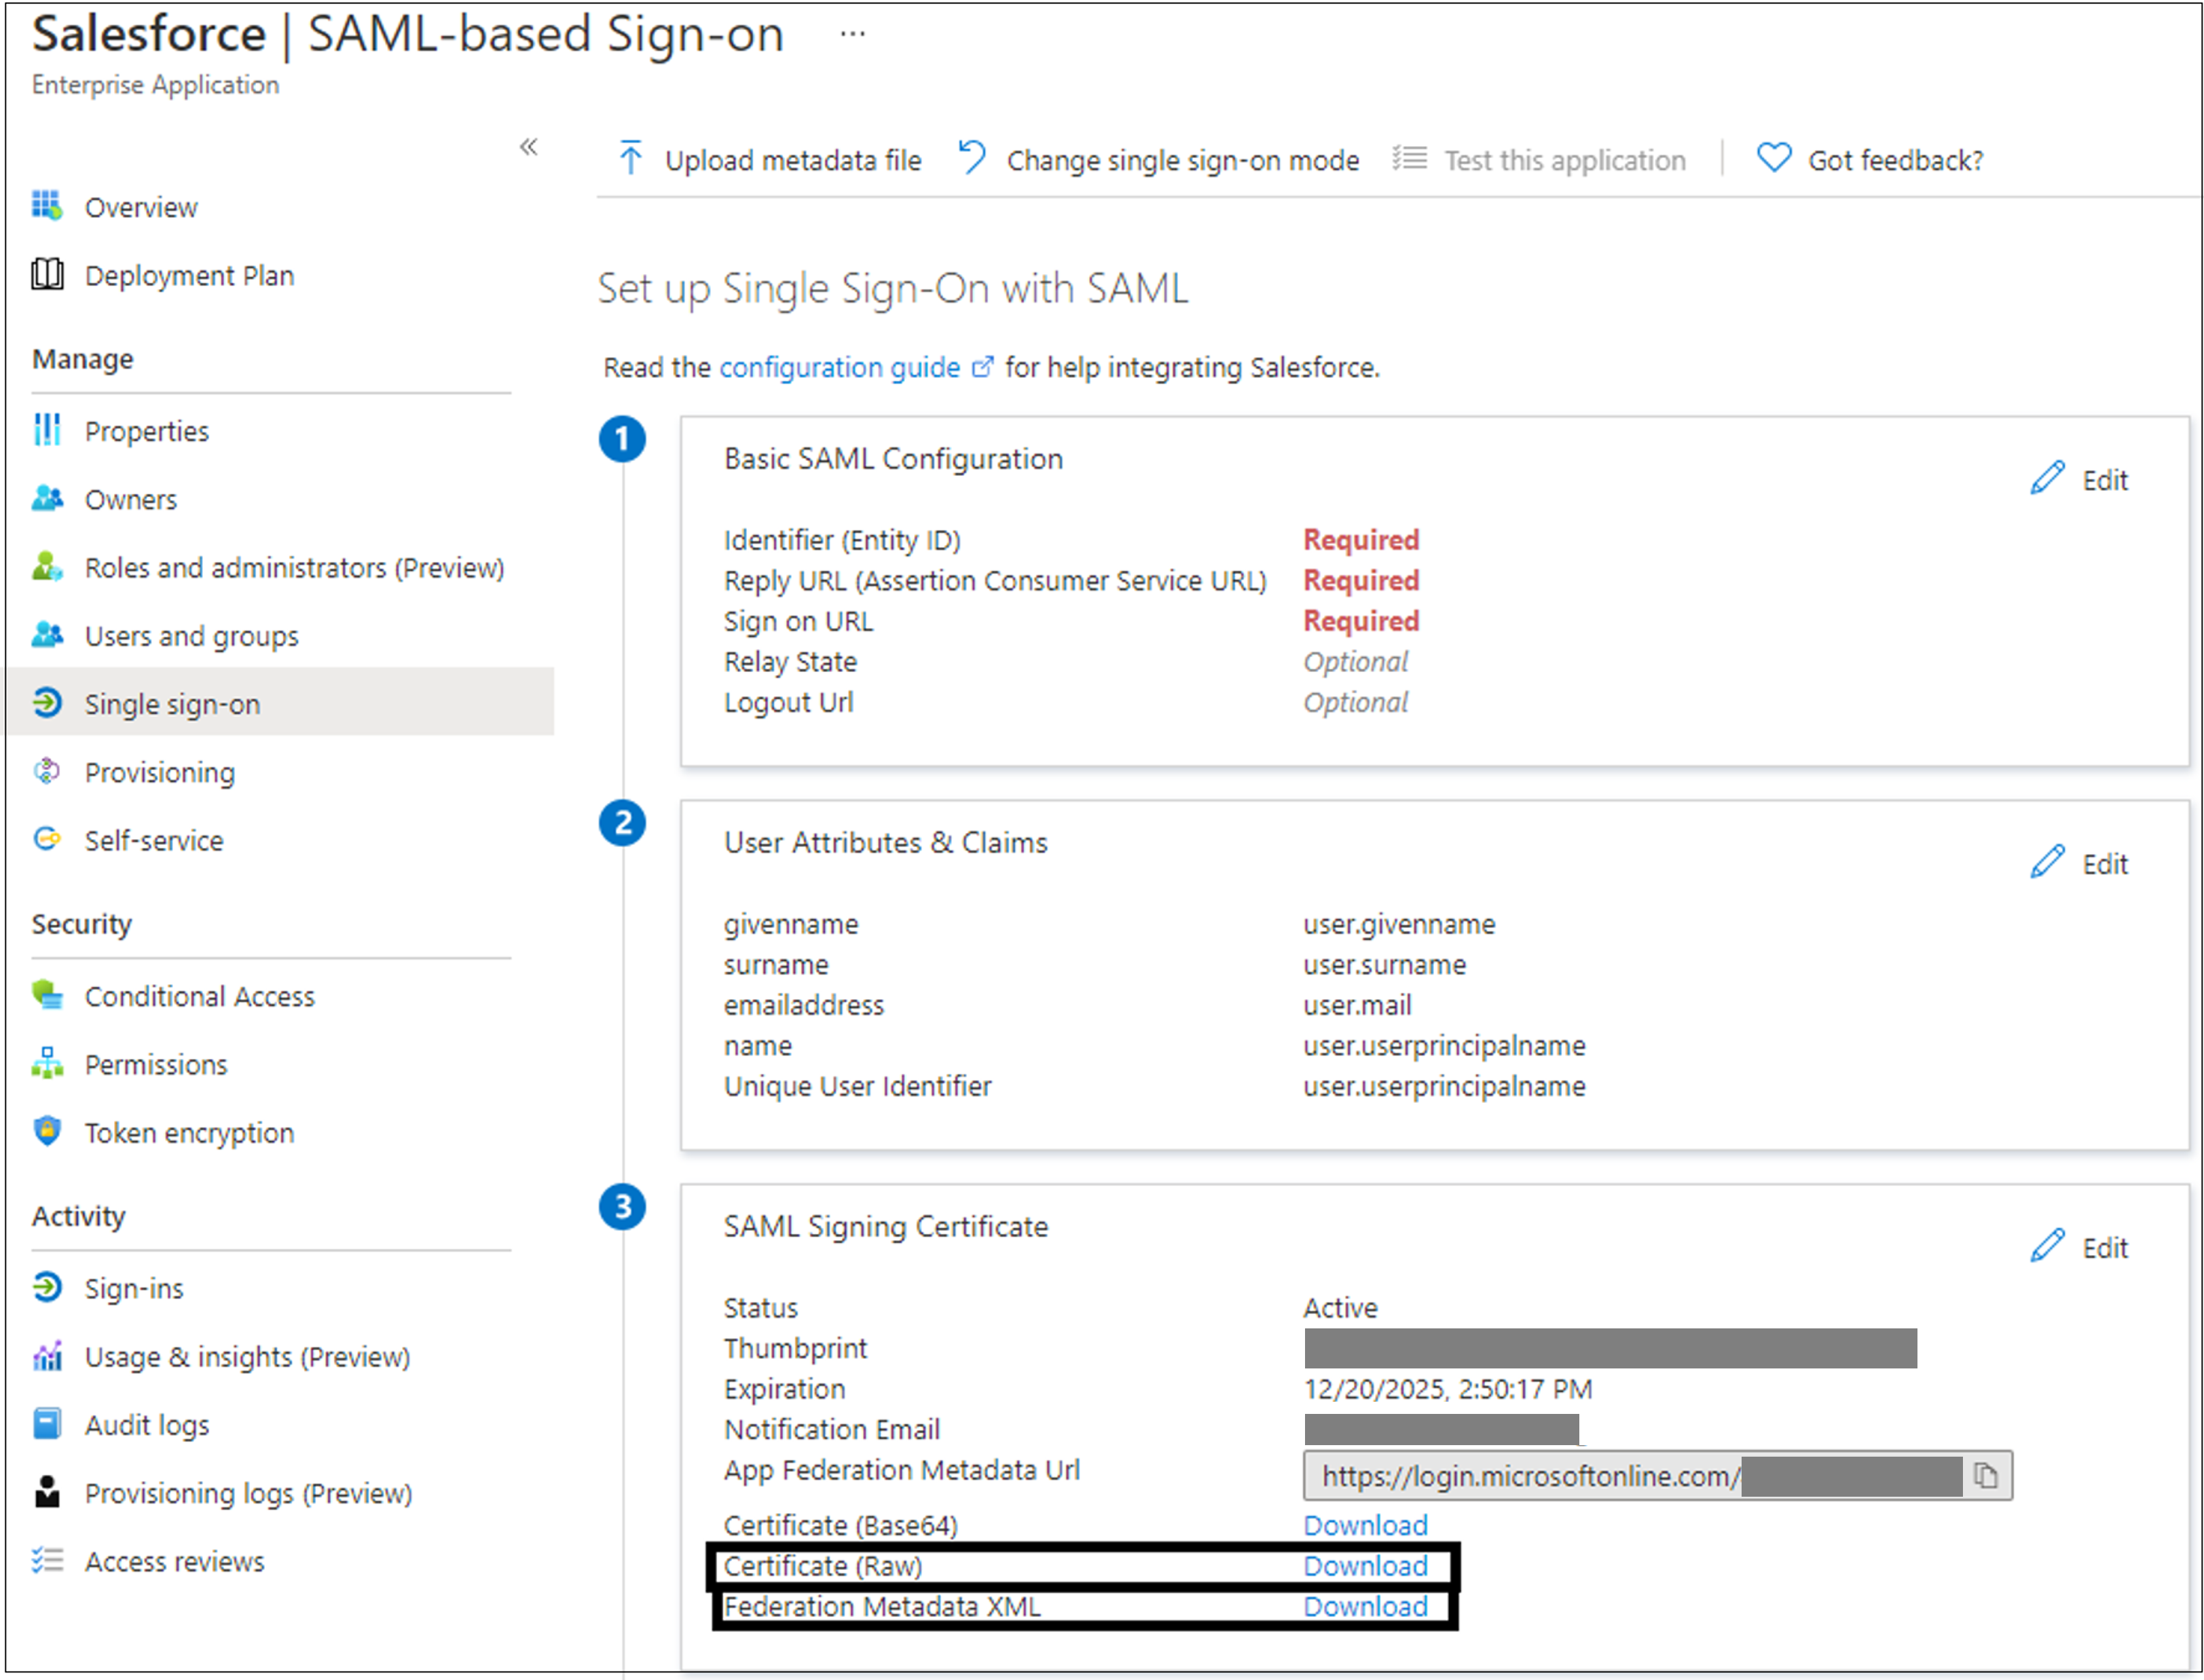 Salesforce | SAML-based Sign-on ...
Enterprise Application
«
Overview
Deployment Plan
Manage
Properties
Owners
Roles and administrators (Preview)
Users and groups
Single sign-on
Provisioning
Self-service
Security
Conditional Access
Permissions
Token encryption
Activity
Sign-ins
Usage & insights (Preview)
Audit logs
Provisioning logs (Preview)
Access reviews
Upload metadata file Change single sign-on mode Test this application Got feedback?
Set up Single Sign-On with SAML
Read the configuration guide for help integrating Salesforce.
1
Basic SAML Configuration
Edit
Identifier (Entity ID) Required
Reply URL (Assertion Consumer Service URL) Required
Sign on URL Required
Relay State Optional
Logout Url Optional
2
User Attributes & Claims
Edit
givenname user.givenname
surname user.surname
emailaddress user.mail
name user.userprincipalname
Unique User Identifier user.userprincipalname
3
SAML Signing Certificate
Edit
Status Active
Thumbprint
Expiration 12/20/2025, 2:50:17 PM
Notification Email
App Federation Metadata Url https://login.microsoftonline.com/
Certificate (Base64) Download
Certificate (Raw) Download
Federation Metadata XML Download